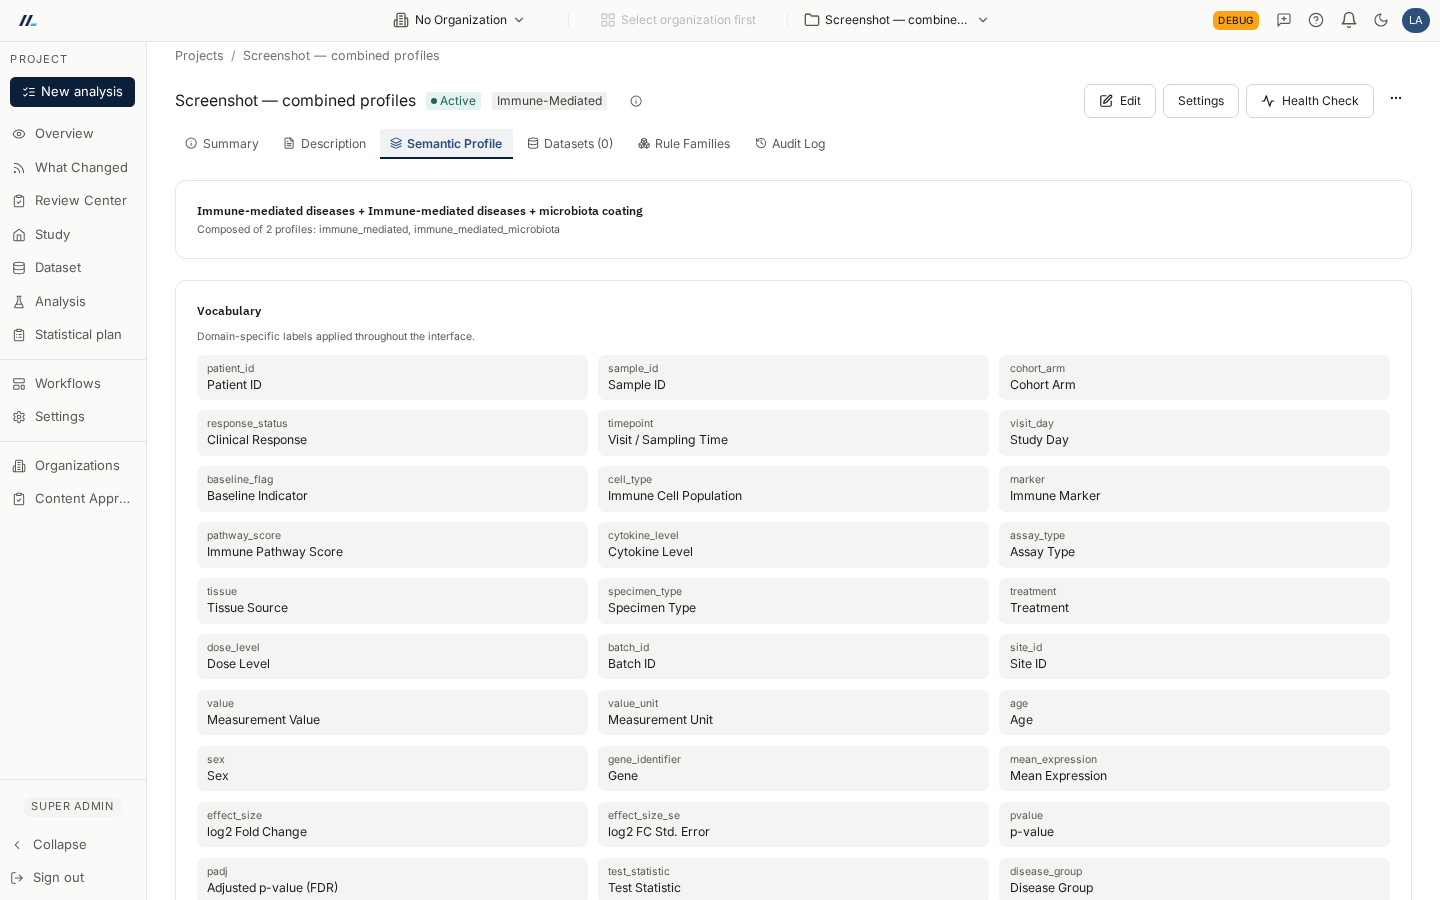 No Organization
Select organization first
Screenshot — combine...
DEBUG
LA
PROJECT
New analysis
Overview
What Changed
Review Center
Study
Dataset
Analysis
Statistical plan
Workflows
Settings
Organizations
Content Appr...
SUPER ADMIN
Collapse
Sign out
Projects / Screenshot — combined profiles
Screenshot — combined profiles
Active
Immune-Mediated
Edit
Settings
Health Check
Summary
Description
Semantic Profile
Datasets (0)
Rule Families
Audit Log
Immune-mediated diseases + Immune-mediated diseases + microbiota coating
Composed of 2 profiles: immune_mediated, immune_mediated_microbiota
Vocabulary
Domain-specific labels applied throughout the interface.
patient_id
Patient ID
sample_id
Sample ID
cohort_arm
Cohort Arm
response_status
Clinical Response
timepoint
Visit / Sampling Time
visit_day
Study Day
baseline_flag
Baseline Indicator
cell_type
Immune Cell Population
marker
Immune Marker
pathway_score
Immune Pathway Score
cytokine_level
Cytokine Level
assay_type
Assay Type
tissue
Tissue Source
specimen_type
Specimen Type
treatment
Treatment
dose_level
Dose Level
batch_id
Batch ID
site_id
Site ID
value
Measurement Value
value_unit
Measurement Unit
age
Age
sex
Sex
gene_identifier
Gene
mean_expression
Mean Expression
effect_size
log2 Fold Change
effect_size_se
log2 FC Std. Error
pvalue
p-value
padj
Adjusted p-value (FDR)
test_statistic
Test Statistic
disease_group
Disease Group